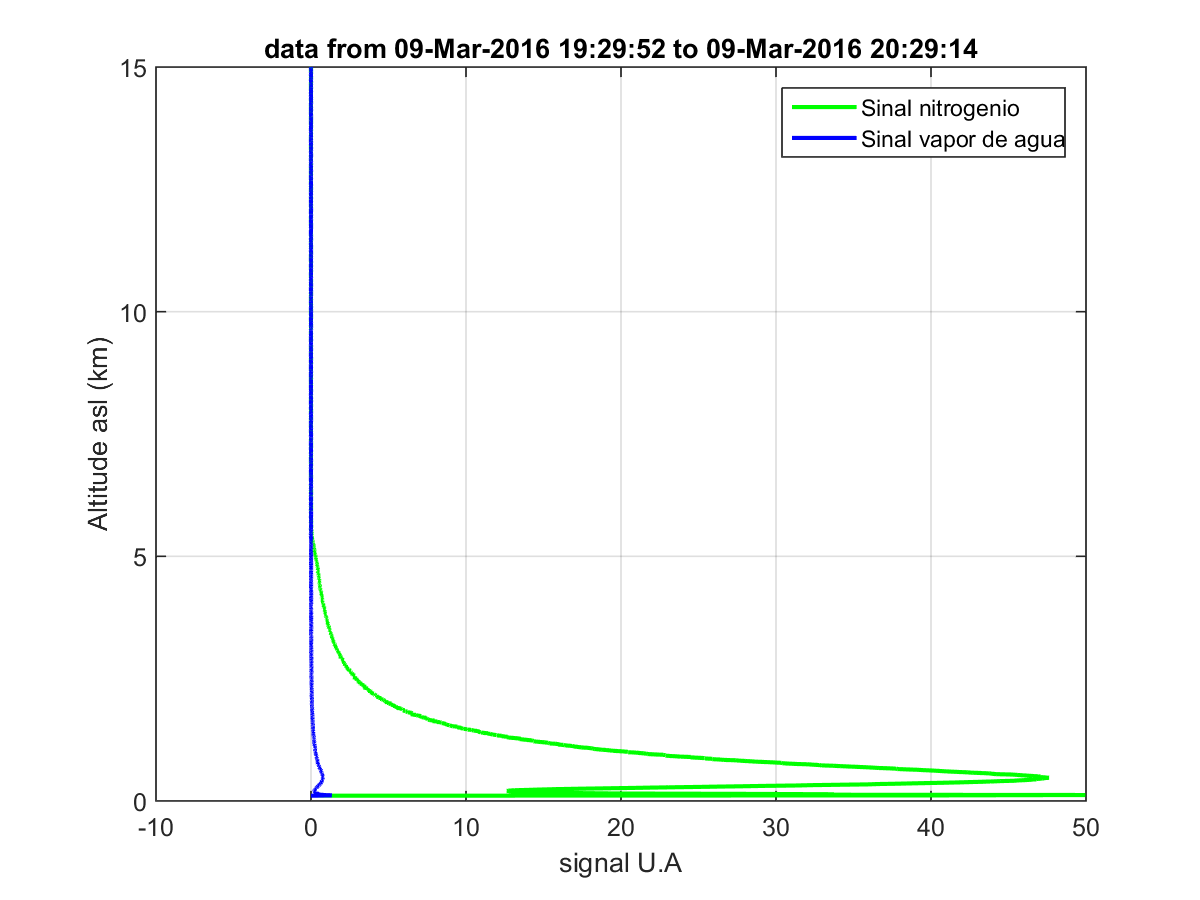 data from 09-Mar-2016 19:29:52 to 09-Mar-2016 20:29:14
Sinal nitrogenio
Sinal vapor de agua
15
10
5
0
Altitude asl (km)
-10 0 10 20 30 40 50
signal U.A